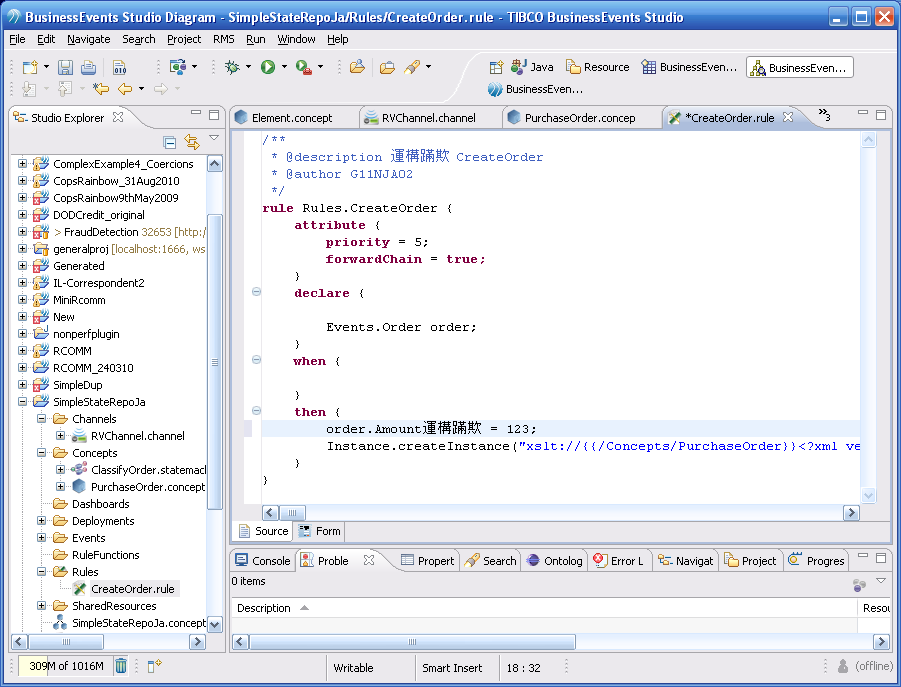 BusinessEvents Studio Diagram - SimpleStateRepoJa/Rules/CreateOrder.rule - TIBCO BusinessEvents Studio
File Edit Navigate Search Project RMS Run Window Help
Java Resource BusinessEven... BusinessEven...
BusinessEven...
Studio Explorer
ComplexExample4_Coercions
CopsRainbow_31Aug2010
CopsRainbow9thMay2009
DODCredit_original
> FraudDetection 32653 [http:/
generalproj [localhost:1666, ws
Generated
IL-Correspondent2
MiniRcomm
New
nonperfplugin
RCOMM
RCOMM_240310
SimpleDup
SimpleStateRepoJa
Channels
RVChannel.channel
Concepts
ClassifyOrder.statemacl
PurchaseOrder.concept
Dashboards
Deployments
Events
RuleFunctions
Rules
CreateOrder.rule
SharedResources
SimpleStateRepoJa.concept
Element.concept RVChannel.channel PurchaseOrder.concep *CreateOrder.rule »3
/**
* @description 運構蹣欺 CreateOrder
* @author G11NJAO2
*/
rule Rules.CreateOrder {
attribute {
priority = 5;
forwardChain = true;
}
declare {
Events.Order order;
}
when {
}
then {
order.Amount運構蹣欺 = 123;
Instance.createInstance("xslt://{{/Concepts/PurchaseOrder}}<?xml ve
}
}
Source Form
Console Proble Propert Search Ontolog Error L Navigat Project Progres
0 items
Description Resou
309M of 1016M Writable Smart Insert 18 : 32 (offline)